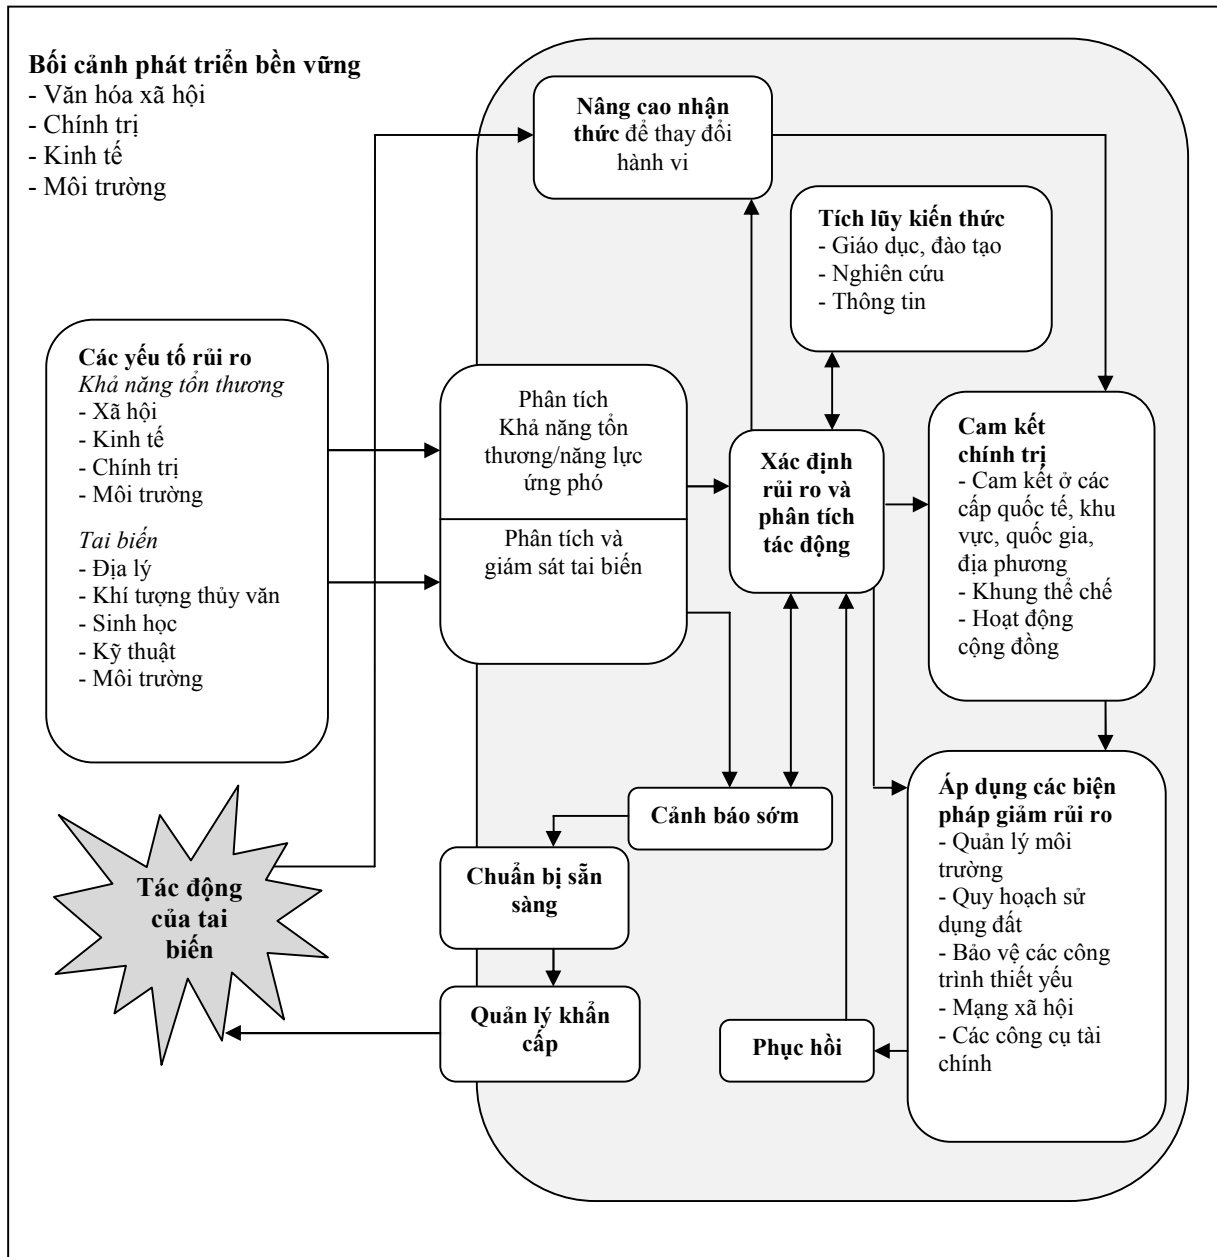 Bối cảnh phát triển bền vững
- Văn hóa xã hội
- Chính trị
- Kinh tế
- Môi trường
Nâng cao nhận
thức để thay đổi
hành vi
Tích lũy kiến thức
- Giáo dục, đào tạo
- Nghiên cứu
- Thông tin
Các yếu tố rủi ro
Khả năng tổn thương
- Xã hội
- Kinh tế
- Chính trị
- Môi trường
Tai biến
- Địa lý
- Khí tượng thủy văn
- Sinh học
- Kỹ thuật
- Môi trường
Phân tích
Khả năng tổn
thương/năng lực
ứng phó
Phân tích và
giám sát tai biến
Xác định
rủi ro và
phân tích
tác động
Cam kết
chính trị
- Cam kết ở các
cấp quốc tế, khu
vực, quốc gia,
địa phương
- Khung thể chế
- Hoạt động
cộng đồng
Cảnh báo sớm
Chuẩn bị sẵn
sàng
Quản lý khẩn
cấp
Tác động
của tai
biến
Áp dụng các biện
pháp giảm rủi ro
- Quản lý môi
trường
- Quy hoạch sử
dụng đất
- Bảo vệ các công
trình thiết yếu
- Mạng xã hội
- Các công cụ tài
chính
Phục hồi